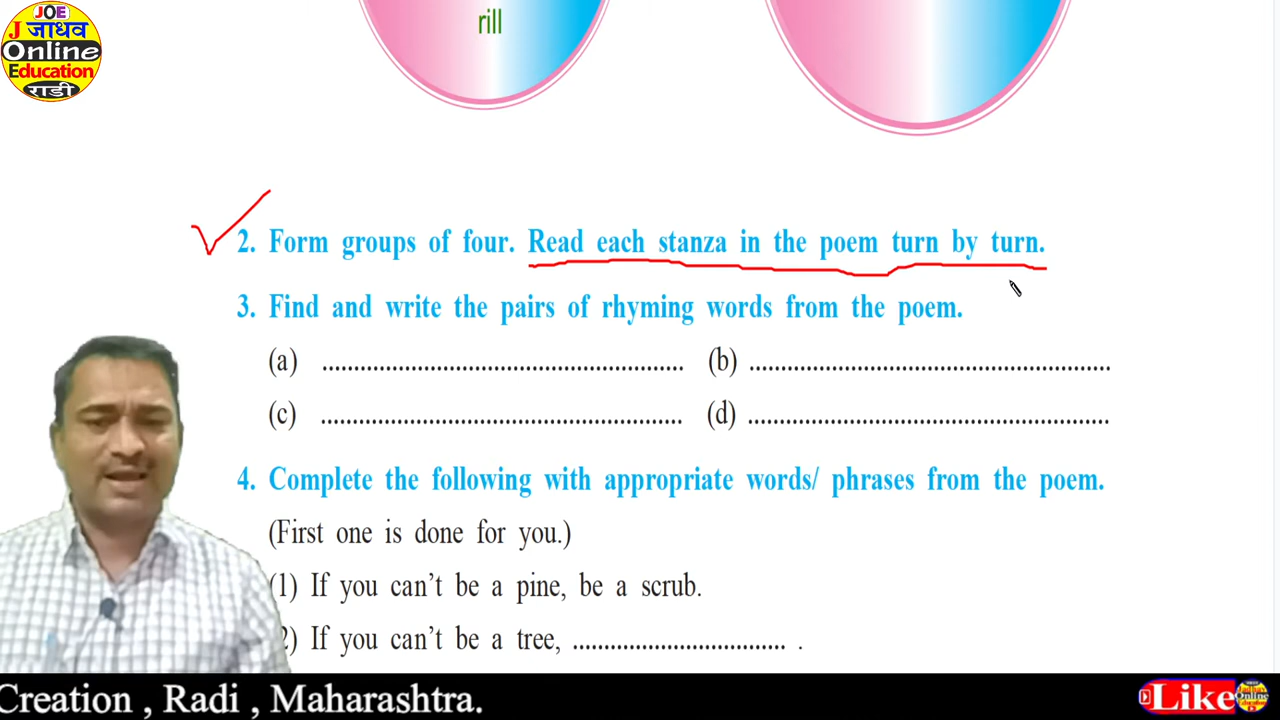 JOE
J जाधव
Online
Education
राडी
rill
2. Form groups of four. Read each stanza in the poem turn by turn.
3. Find and write the pairs of rhyming words from the poem.
(a) ........................................................ (b) ........................................................
(c) ........................................................ (d) ........................................................
4. Complete the following with appropriate words/ phrases from the poem.
(First one is done for you.)
(1) If you can't be a pine, be a scrub.
2) If you can't be a tree, .................................. .
Creation , Radi , Maharashtra.
Like